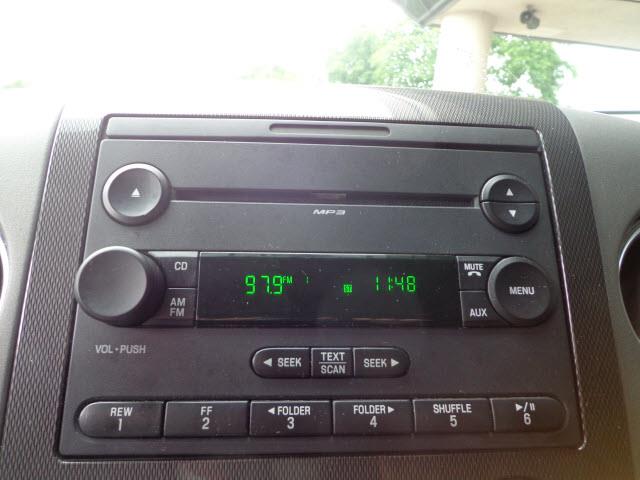 MP3
CD
AM
FM
97.9 FM 1 11:48
MUTE
AUX
MENU
VOL • PUSH
◄ SEEK
TEXT
SCAN
SEEK ►
REW
1
FF
2
◄ FOLDER
3
FOLDER ►
4
SHUFFLE
5
►/II
6